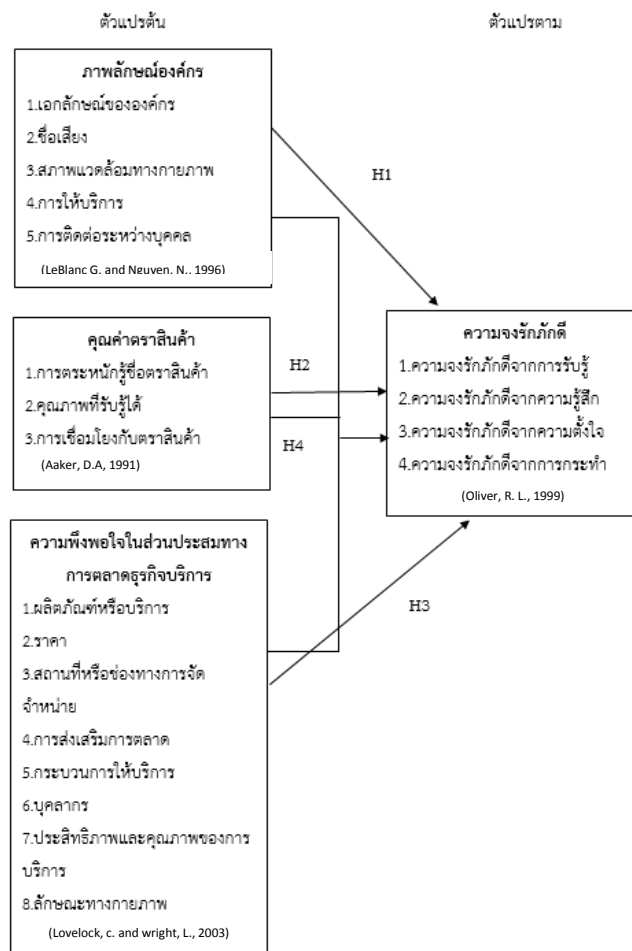 ตัวแปรต้น
ตัวแปรตาม
ภาพลักษณ์องค์กร
1.เอกลักษณ์ขององค์กร
2.ชื่อเสียง
3.สภาพแวดล้อมทางกายภาพ
4.การให้บริการ
5.การติดต่อระหว่างบุคคล
(LeBlanc G. and Nguyen. N., 1996)
H1
คุณค่าตราสินค้า
1.การตระหนักรู้ชื่อตราสินค้า
2.คุณภาพที่รับรู้ได้
3.การเชื่อมโยงกับตราสินค้า
(Aaker, D.A, 1991)
H2
H4
ความจงรักภักดี
1.ความจงรักภักดีจากการรับรู้
2.ความจงรักภักดีจากความรู้สึก
3.ความจงรักภักดีจากความตั้งใจ
4.ความจงรักภักดีจากการกระทำ
(Oliver, R. L., 1999)
ความพึงพอใจในส่วนประสมทาง
การตลาดธุรกิจบริการ
1.ผลิตภัณฑ์หรือบริการ
2.ราคา
3.สถานที่หรือช่องทางการจัด
จำหน่าย
4.การส่งเสริมการตลาด
5.กระบวนการให้บริการ
6.บุคลากร
7.ประสิทธิภาพและคุณภาพของการ
บริการ
8.ลักษณะทางกายภาพ
(Lovelock, c. and wright, L., 2003)
H3